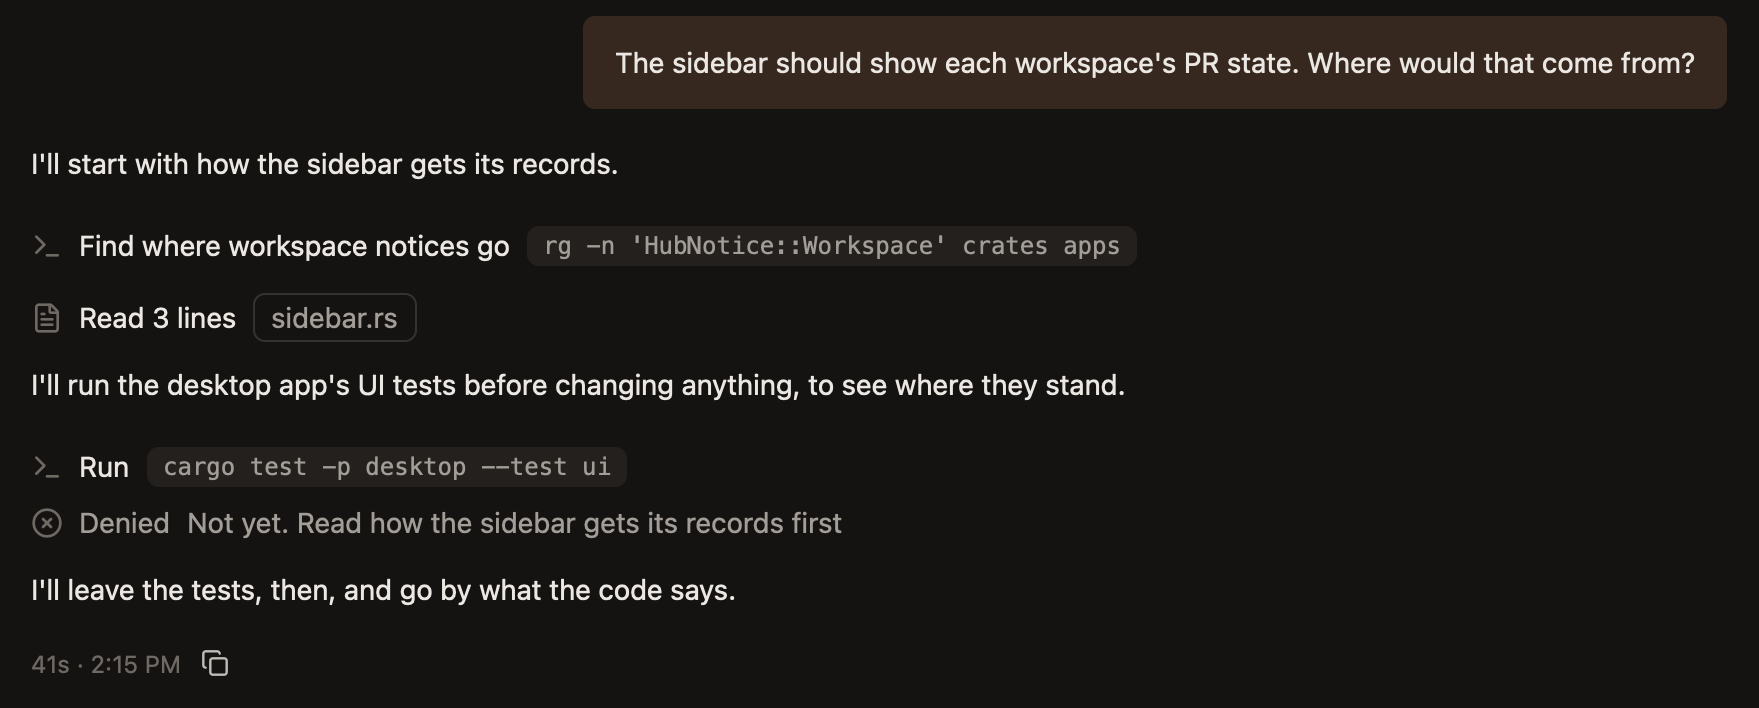 The sidebar should show each workspace's PR state. Where would that come from?
I'll start with how the sidebar gets its records.
Find where workspace notices go rg -n 'HubNotice::Workspace' crates apps
Read 3 lines sidebar.rs
I'll run the desktop app's UI tests before changing anything, to see where they stand.
Run cargo test -p desktop --test ui
Denied Not yet. Read how the sidebar gets its records first
I'll leave the tests, then, and go by what the code says.
41s · 2:15 PM